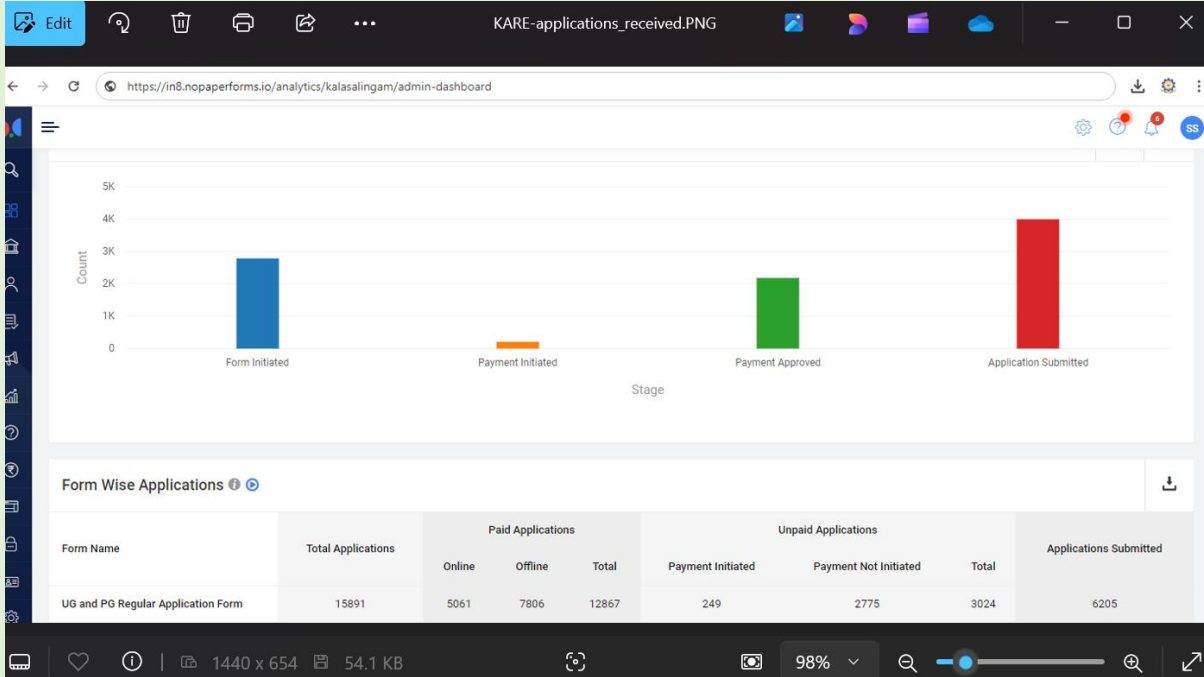 Edit
KARE-applications_received.PNG
https://in8.nopaperforms.io/analytics/kalasalingam/admin-dashboard
6
SS
5K
4K
3K
2K
1K
0
Count
Form Initiated
Payment Initiated
Payment Approved
Application Submitted
Stage
Form Wise Applications
Form Name
Total Applications
Paid Applications
Unpaid Applications
Applications Submitted
Online
Offline
Total
Payment Initiated
Payment Not Initiated
Total
UG and PG Regular Application Form
15891
5061
7806
12867
249
2775
3024
6205
1440 x 654
54.1 KB
98%